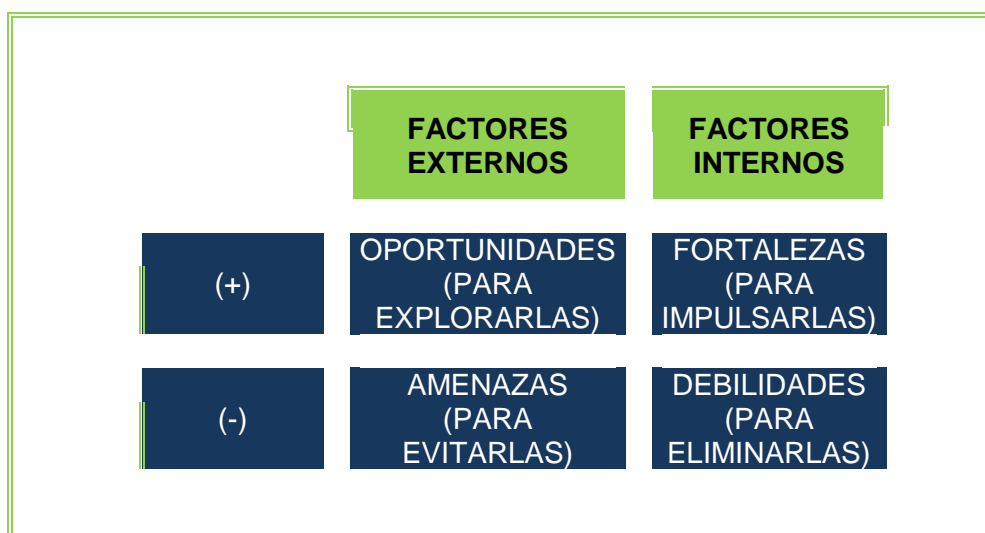 FACTORES
EXTERNOS
FACTORES
INTERNOS
(+)
OPORTUNIDADES
(PARA
EXPLORARLAS)
FORTALEZAS
(PARA
IMPULSARLAS)
(-)
AMENAZAS
(PARA
EVITARLAS)
DEBILIDADES
(PARA
ELIMINARLAS)